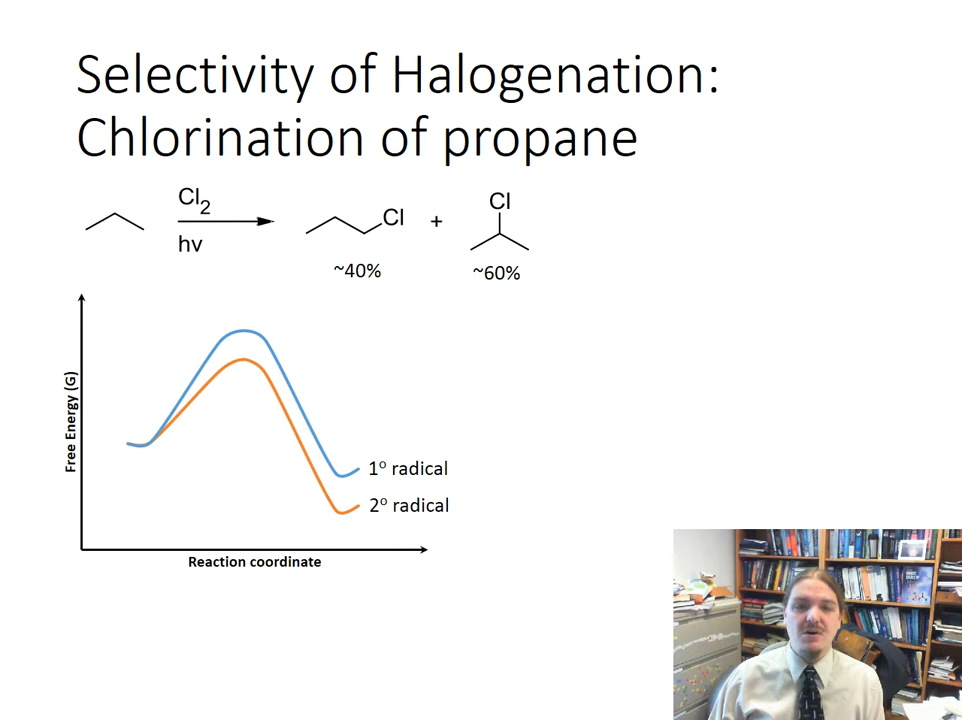 Selectivity of Halogenation:
Chlorination of propane
Cl2
hv
Cl
+
Cl
~40%
~60%
Free Energy (G)
1º radical
2º radical
Reaction coordinate